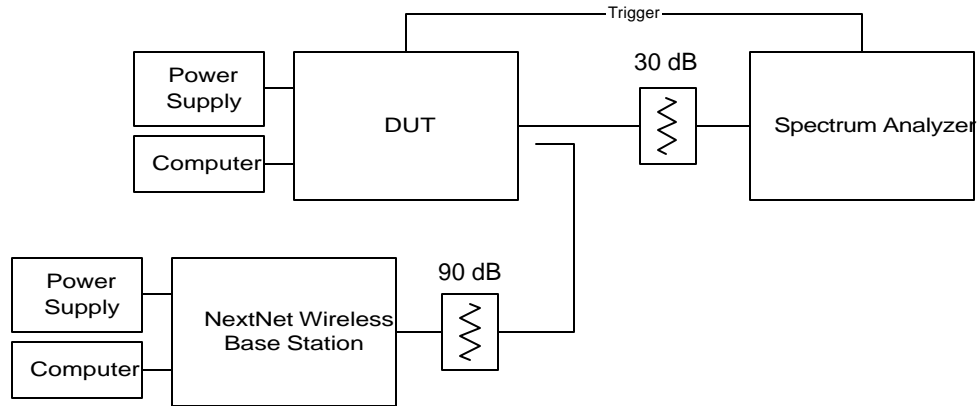 Trigger
30 dB
Power
Supply
DUT
Spectrum Analyzer
Computer
90 dB
Power
Supply
NextNet Wireless
Base Station
Computer